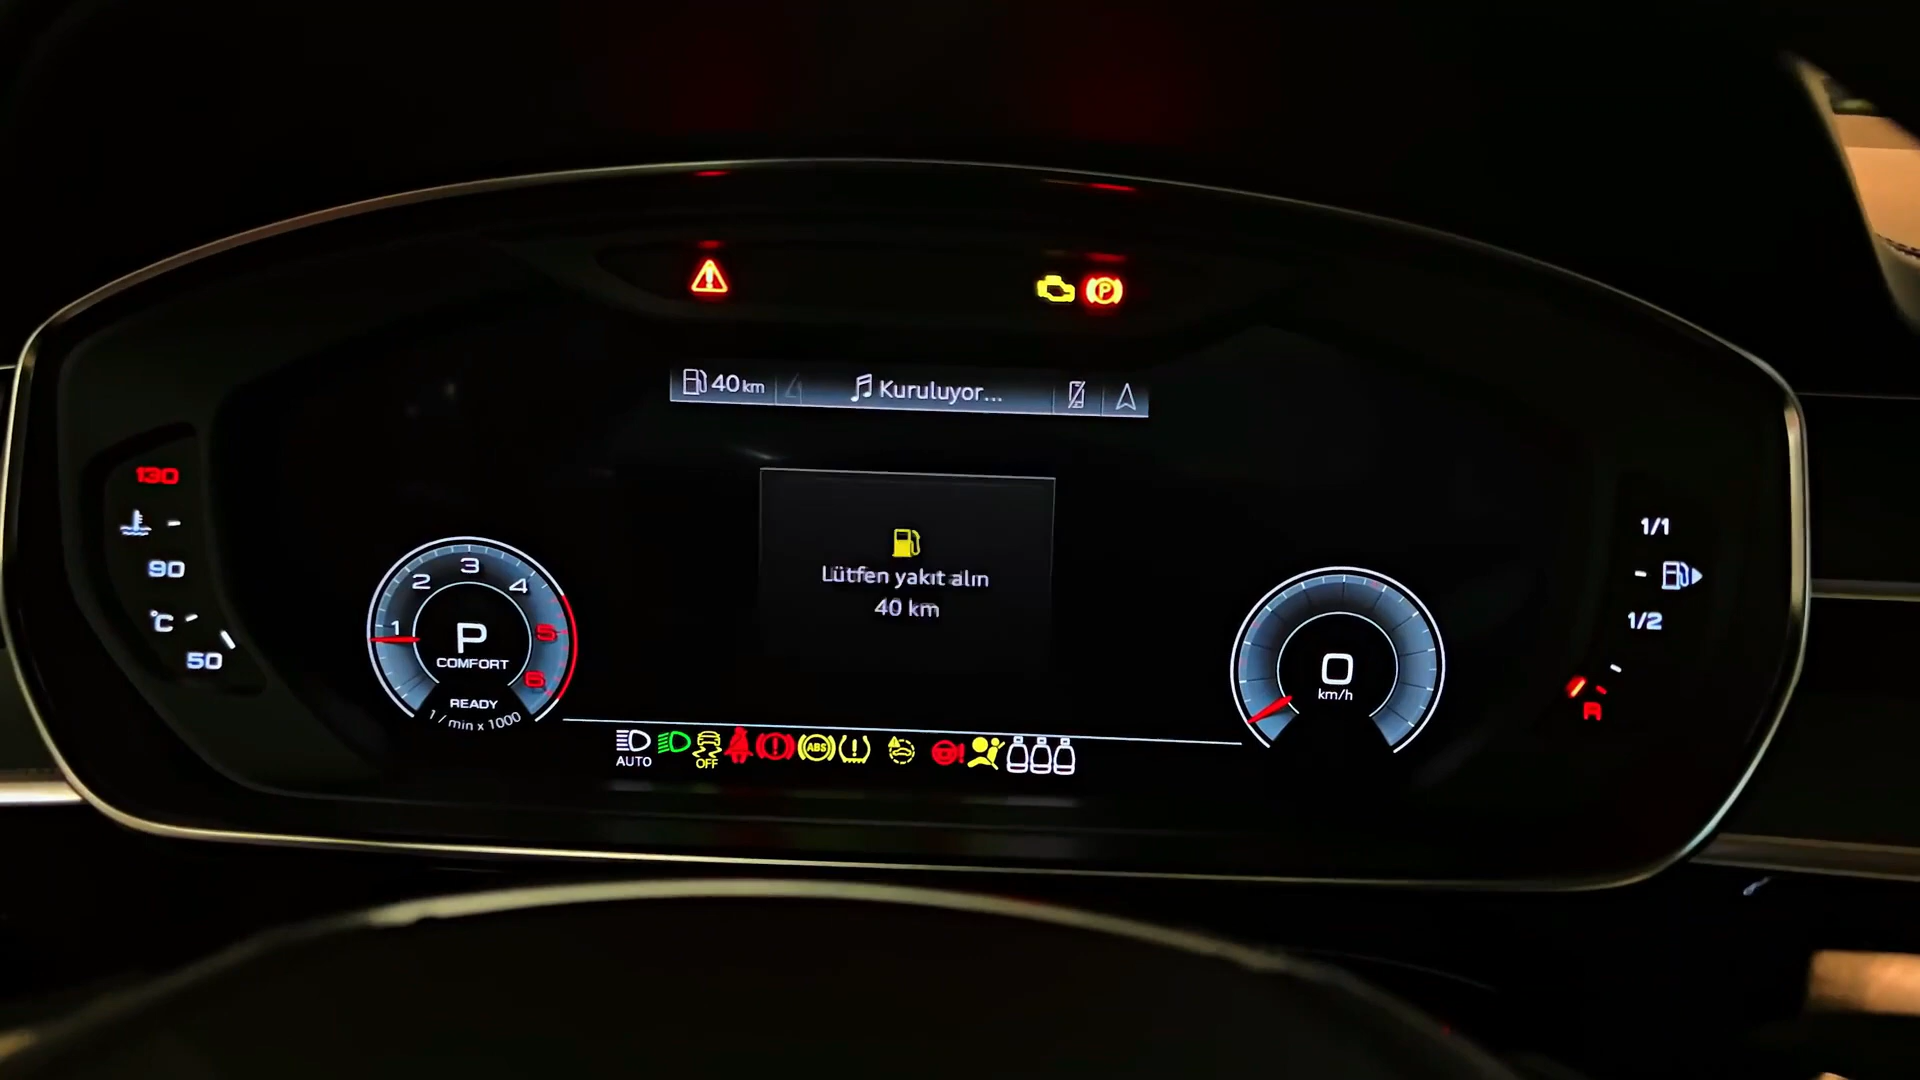 40 km
Kuruluyor...
130
90
°C
50
1
2
3
4
5
6
P
COMFORT
READY
1 / min x 1000
Lütfen yakıt alın
40 km
0
km/h
1/1
1/2
R
P
AUTO
OFF
ABS